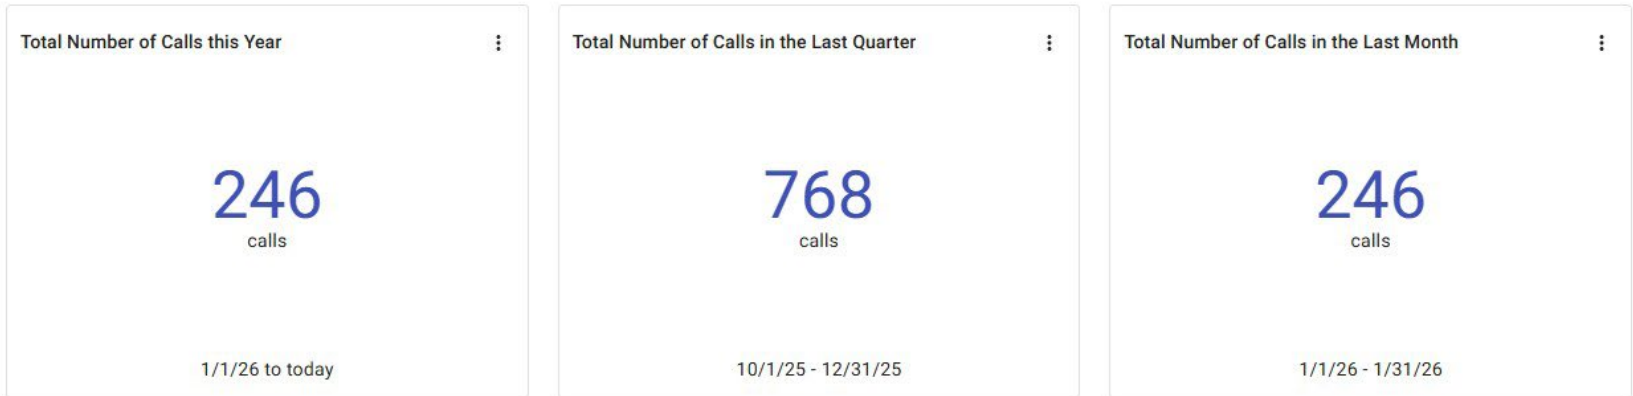 Total Number of Calls this Year
246
calls
1/1/26 to today
Total Number of Calls in the Last Quarter
768
calls
10/1/25 - 12/31/25
Total Number of Calls in the Last Month
246
calls
1/1/26 - 1/31/26